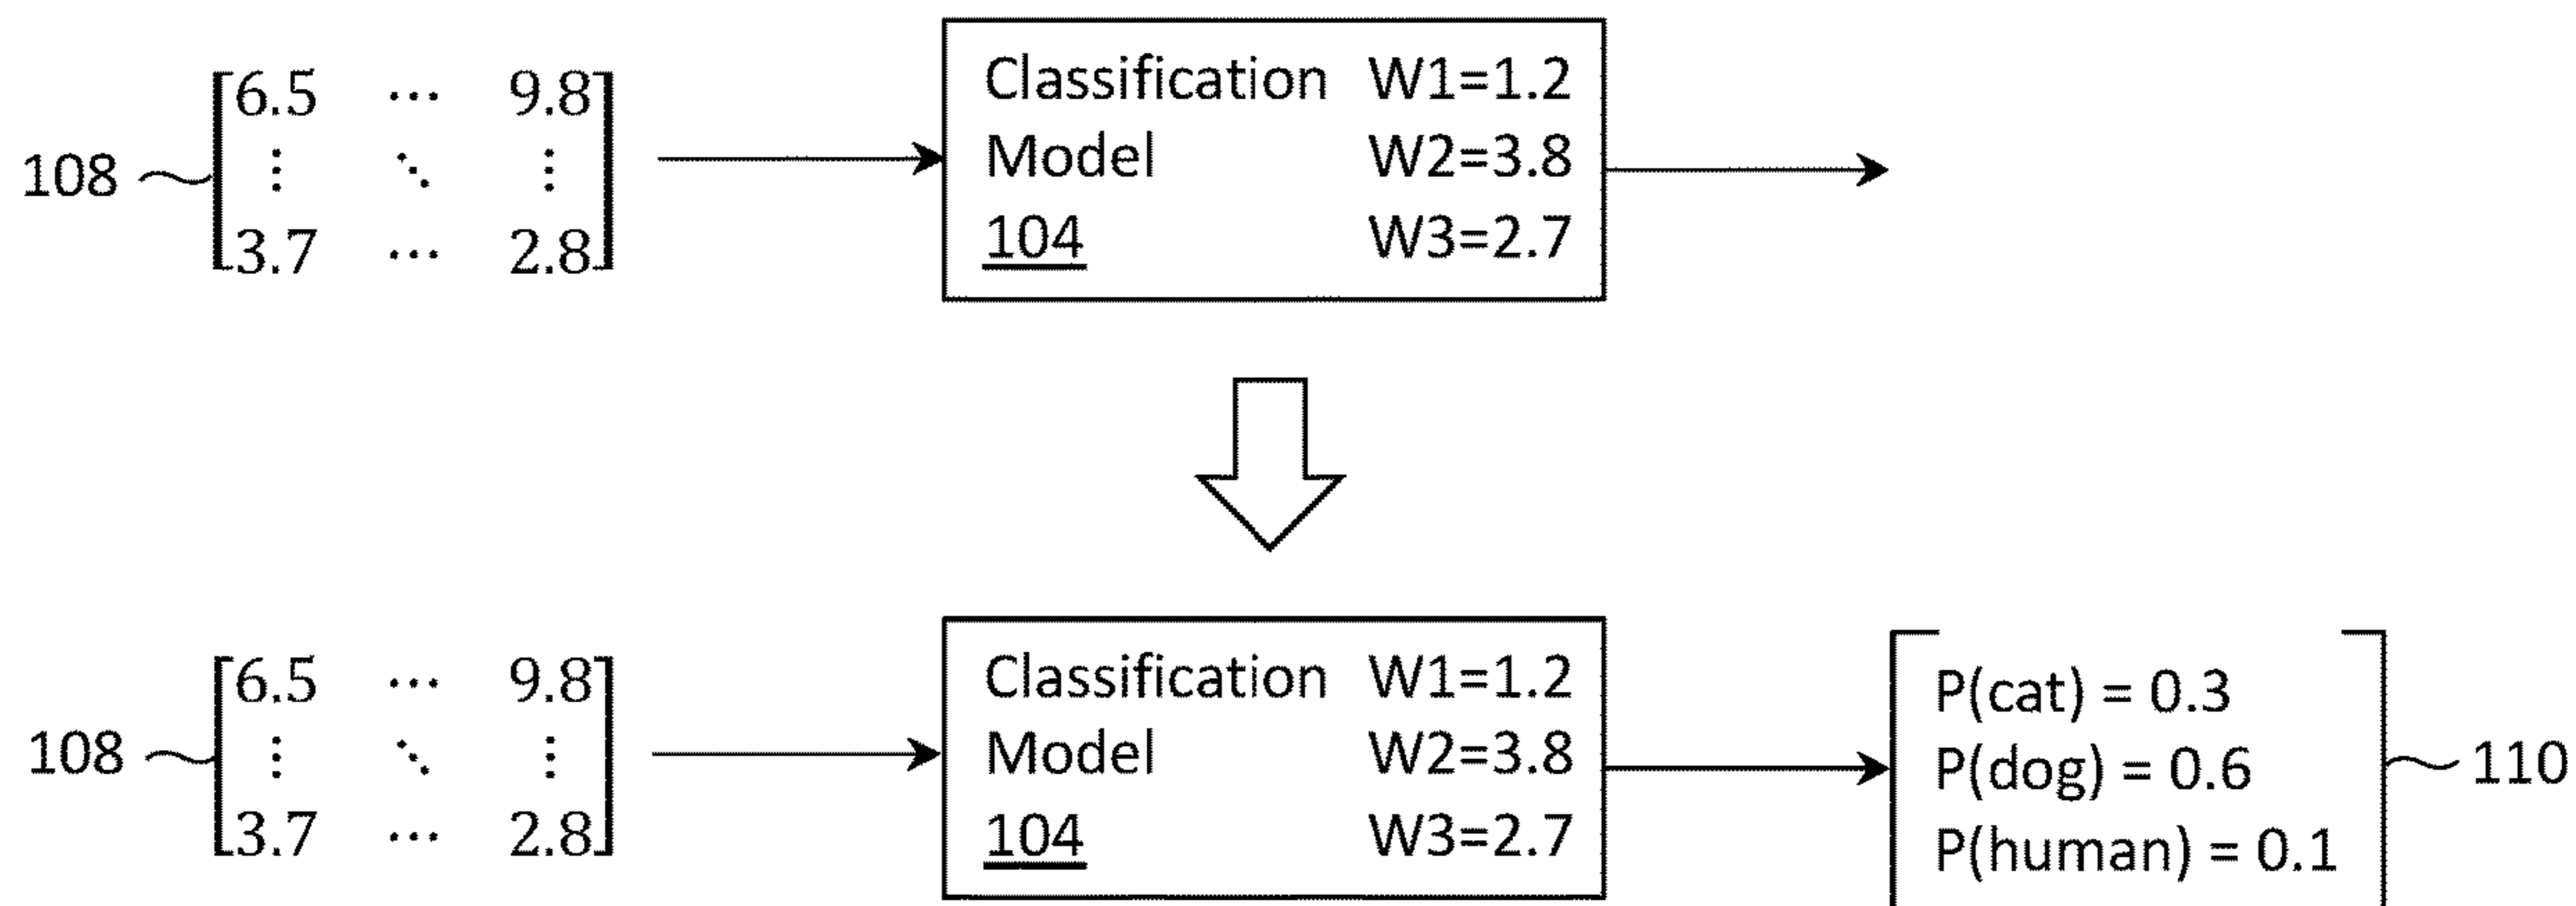 108 [6.5 ⋯ 9.8
⋮ ⋱ ⋮
3.7 ⋯ 2.8]
Classification W1=1.2
Model W2=3.8
104 W3=2.7
108 [6.5 ⋯ 9.8
⋮ ⋱ ⋮
3.7 ⋯ 2.8]
Classification W1=1.2
Model W2=3.8
104 W3=2.7
P(cat) = 0.3
P(dog) = 0.6
P(human) = 0.1
110